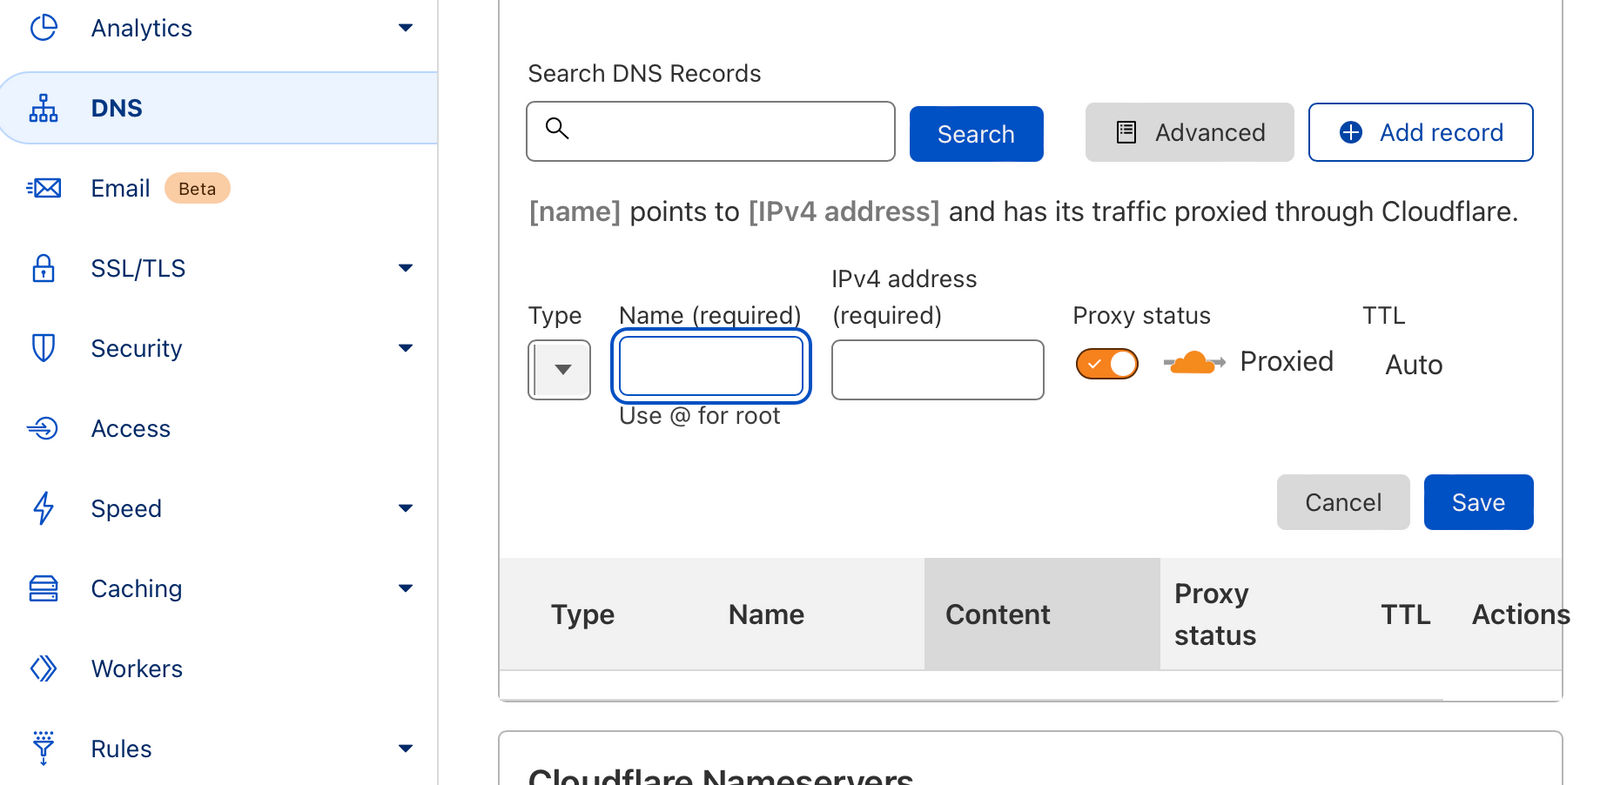 Analytics
DNS
Email Beta
SSL/TLS
Security
Access
Speed
Caching
Workers
Rules
Search DNS Records
Search
Advanced
Add record
[name] points to [IPv4 address] and has its traffic proxied through Cloudflare.
Type
Name (required)
Use @ for root
IPv4 address
(required)
Proxy status
Proxied
TTL
Auto
Cancel
Save
Type
Name
Content
Proxy
status
TTL
Actions
Cloudflare Nameservers